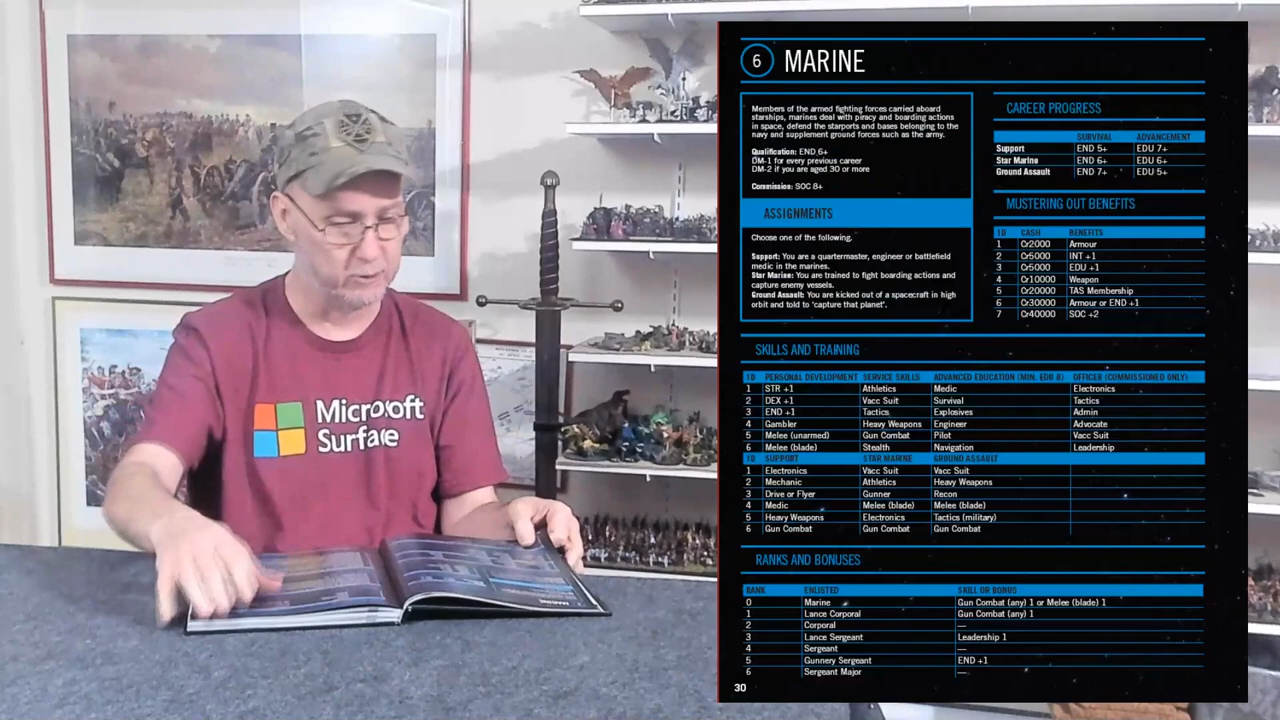 Microsoft
Surface
6 MARINE
Members of the armed fighting forces carried aboard
starships, marines deal with piracy and boarding actions
in space, defend the starports and bases belonging to the
navy and supplement ground forces such as the army.
Qualification: END 6+
DM-1 for every previous career
DM-2 if you are aged 30 or more
Commission: SOC 8+
ASSIGNMENTS
Choose one of the following.
Support: You are a quartermaster, engineer or battlefield
medic in the marines.
Star Marine: You are trained to fight boarding actions and
capture enemy vessels.
Ground Assault: You are kicked out of a spacecraft in high
orbit and told to 'capture that planet'.
CAREER PROGRESS
SURVIVAL ADVANCEMENT
Support END 5+ EDU 7+
Star Marine END 6+ EDU 6+
Ground Assault END 7+ EDU 5+
MUSTERING OUT BENEFITS
1D CASH BENEFITS
1 Cr2000 Armour
2 Cr5000 INT +1
3 Cr5000 EDU +1
4 Cr10000 Weapon
5 Cr20000 TAS Membership
6 Cr30000 Armour or END +1
7 Cr40000 SOC +2
SKILLS AND TRAINING
1D PERSONAL DEVELOPMENT SERVICE SKILLS ADVANCED EDUCATION (MIN. EDU 8) OFFICER (COMMISSIONED ONLY)
1 STR +1 Athletics Medic Electronics
2 DEX +1 Vacc Suit Survival Tactics
3 END +1 Tactics Explosives Admin
4 Gambler Heavy Weapons Engineer Advocate
5 Melee (unarmed) Gun Combat Pilot Vacc Suit
6 Melee (blade) Stealth Navigation Leadership
1D SUPPORT STAR MARINE GROUND ASSAULT
1 Electronics Vacc Suit Vacc Suit
2 Mechanic Athletics Heavy Weapons
3 Drive or Flyer Gunner Recon
4 Medic Melee (blade) Melee (blade)
5 Heavy Weapons Electronics Tactics (military)
6 Gun Combat Gun Combat Gun Combat
RANKS AND BONUSES
RANK ENLISTED SKILL OR BONUS
0 Marine Gun Combat (any) 1 or Melee (blade) 1
1 Lance Corporal Gun Combat (any) 1
2 Corporal —
3 Lance Sergeant Leadership 1
4 Sergeant —
5 Gunnery Sergeant END +1
6 Sergeant Major —
30